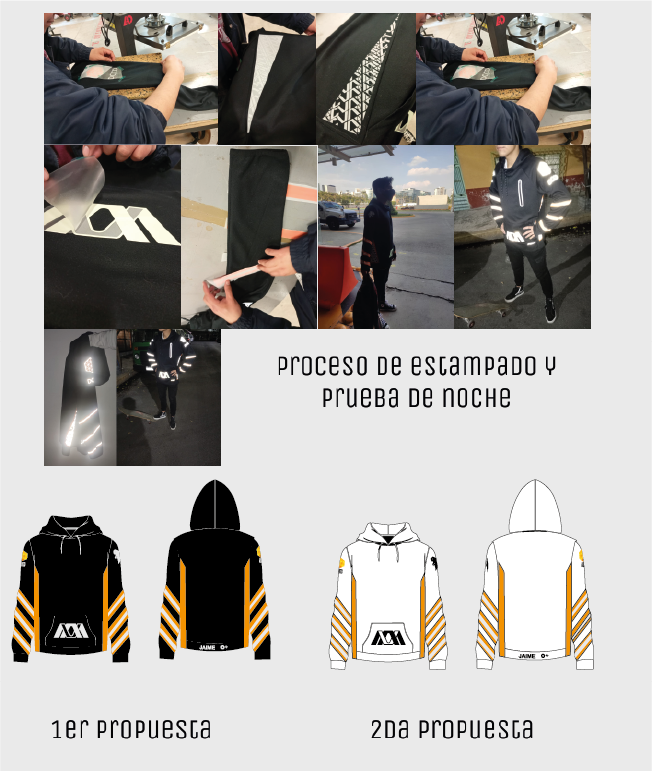 Proceso de estampado y
prueba de noche
JAIME O+
JAIME O+
1er propuesta
2da propuesta